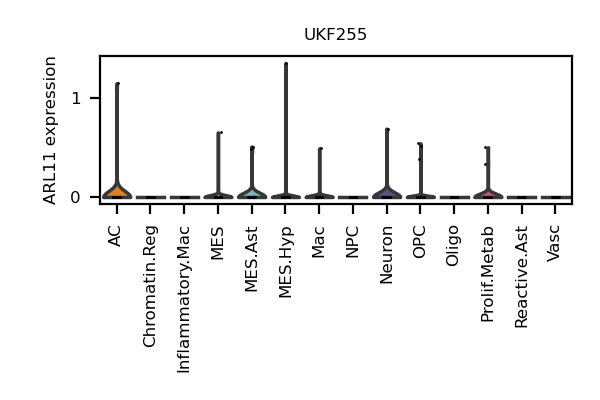 UKF255
ARL11 expression
1
0
AC
Chromatin.Reg
Inflammatory.Mac
MES
MES.Ast
MES.Hyp
Mac
NPC
Neuron
OPC
Oligo
Prolif.Metab
Reactive.Ast
Vasc